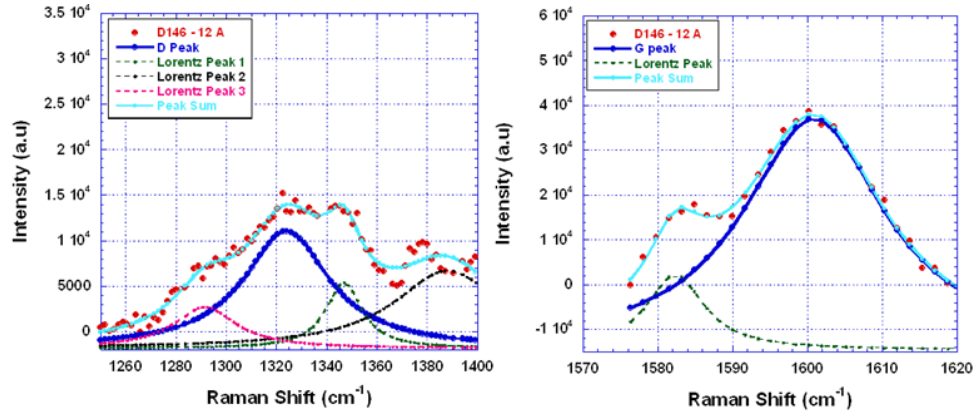 3.5 10⁴
3 10⁴
2.5 10⁴
2 10⁴
1.5 10⁴
1 10⁴
5000
0
Intensity (a.u)
D146 - 12 A
D Peak
Lorentz Peak 1
Lorentz Peak 2
Lorentz Peak 3
Peak Sum
1260 1280 1300 1320 1340 1360 1380 1400
Raman Shift (cm⁻¹)
6 10⁴
5 10⁴
4 10⁴
3 10⁴
2 10⁴
1 10⁴
0
-1 10⁴
Intensity (a.u)
D146 - 12 A
G peak
Lorentz Peak
Peak Sum
1570 1580 1590 1600 1610 1620
Raman Shift (cm⁻¹)